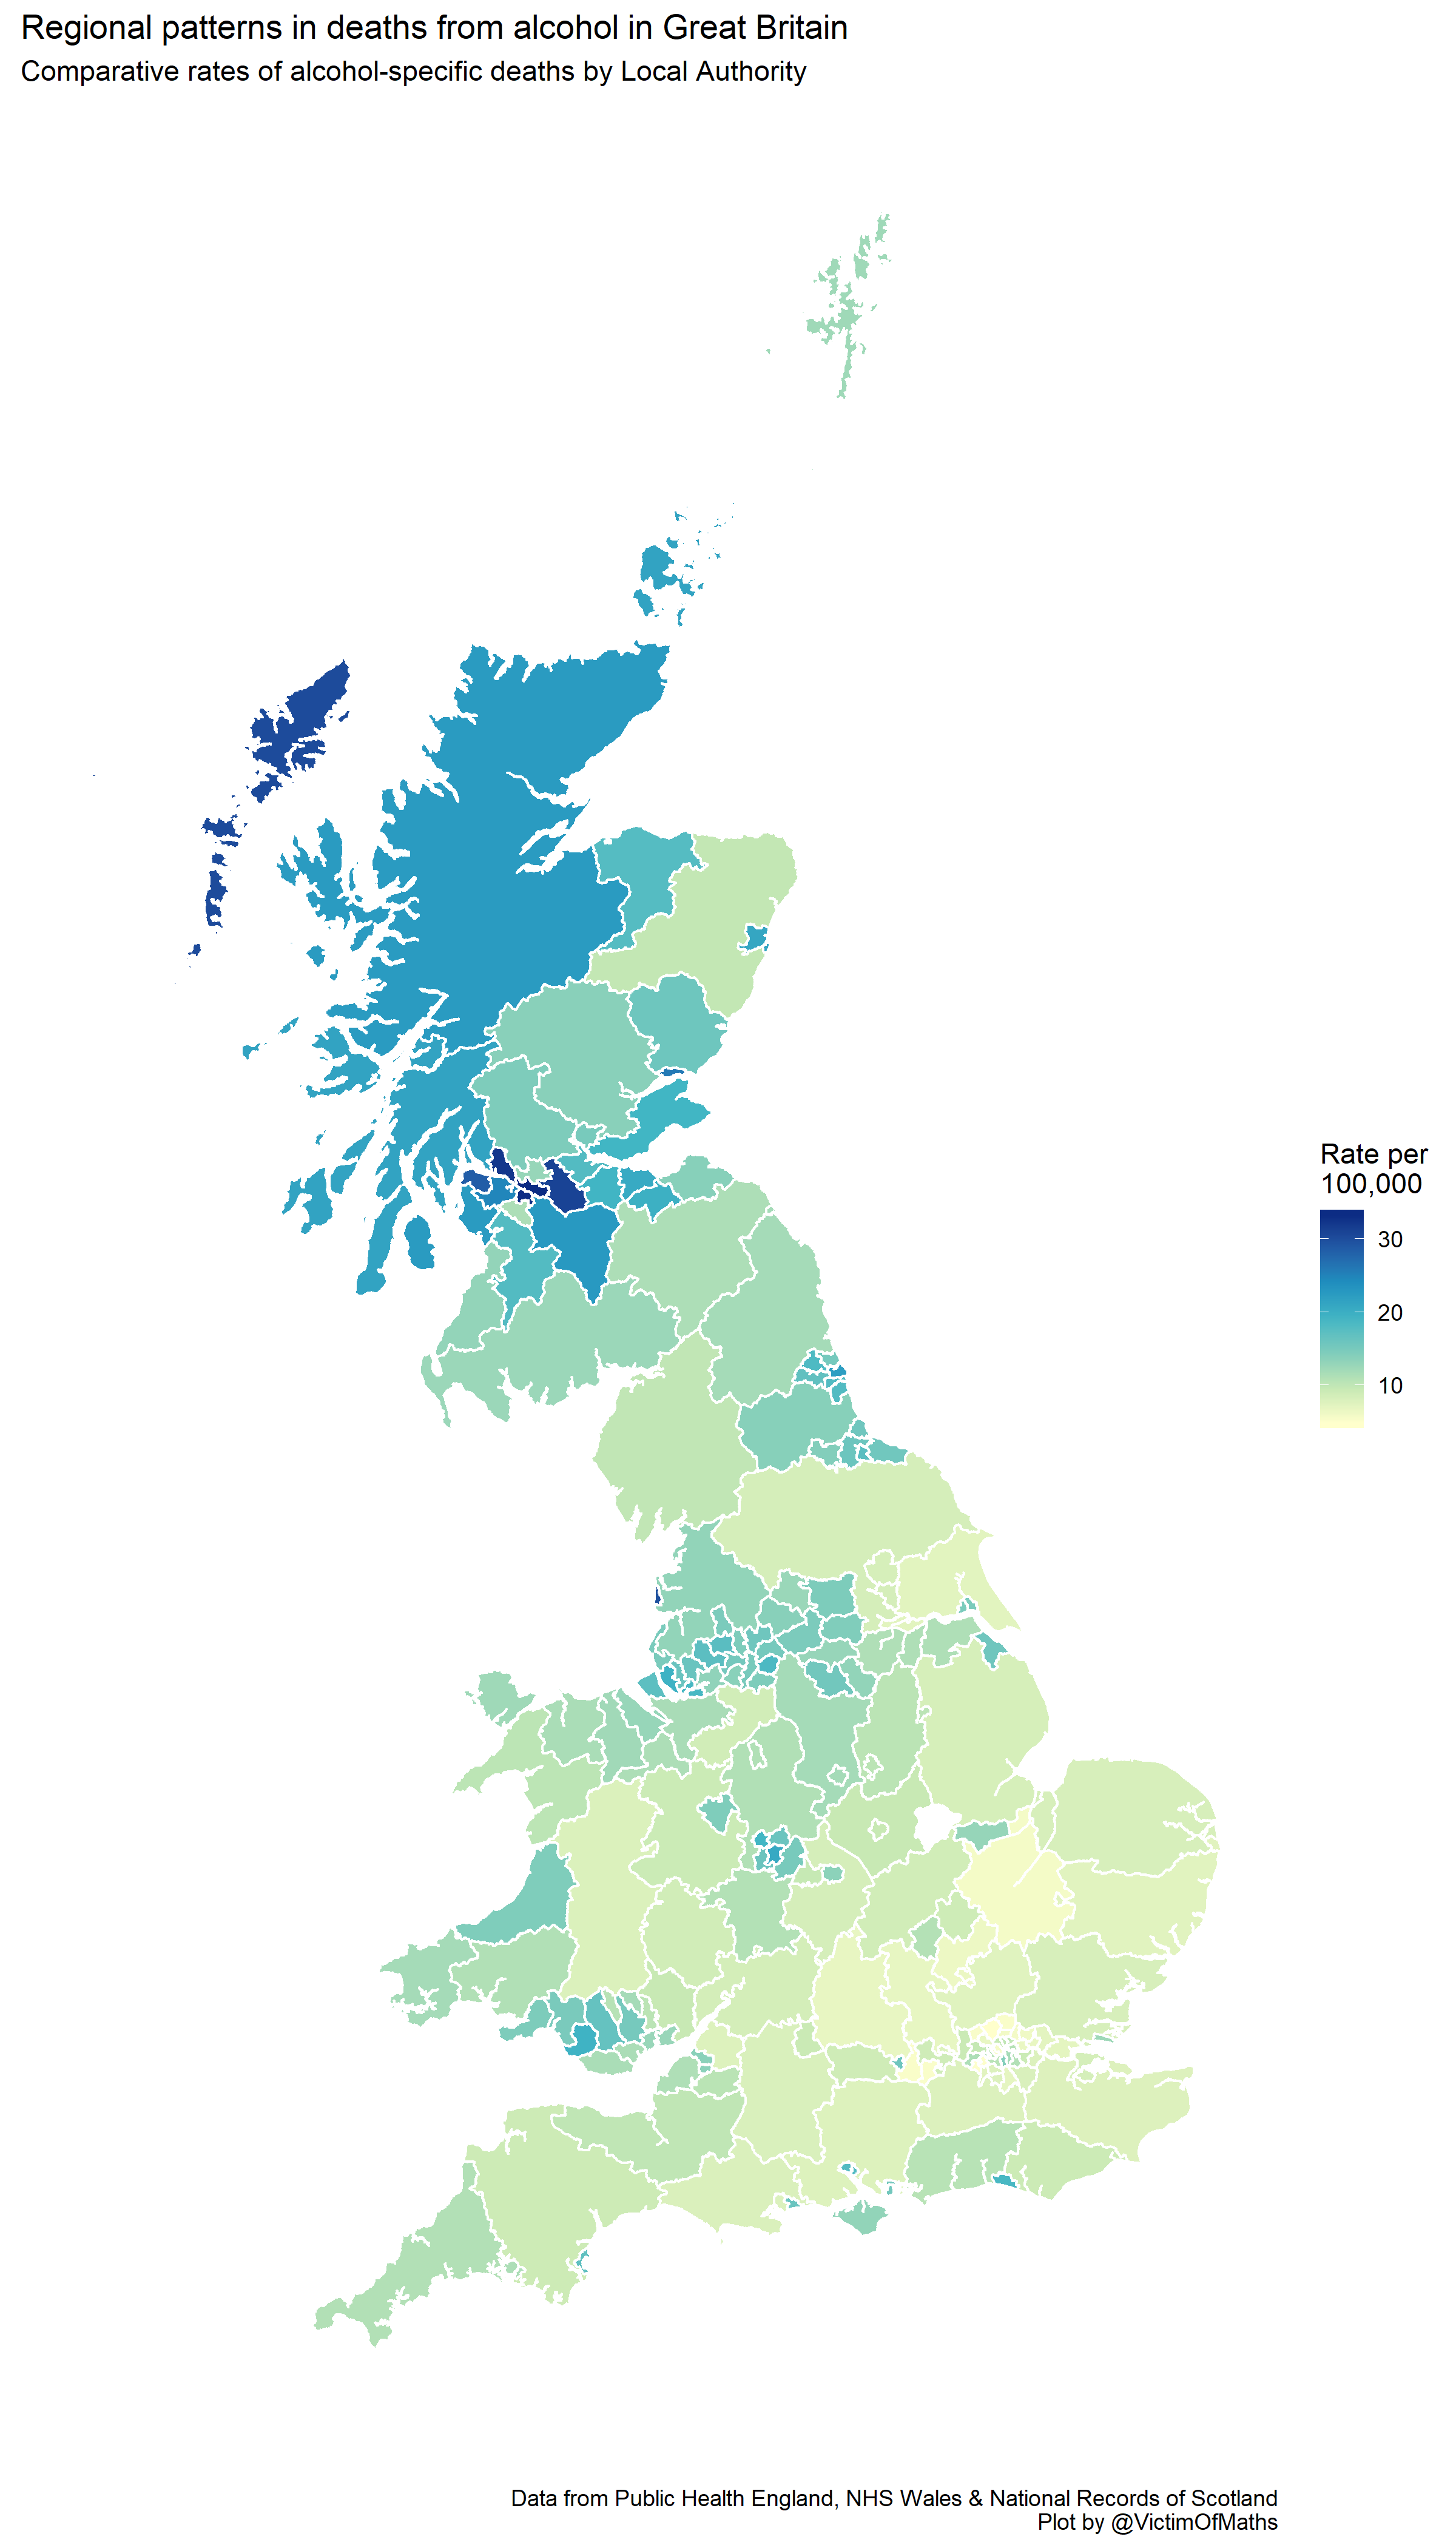 Regional patterns in deaths from alcohol in Great Britain
Comparative rates of alcohol-specific deaths by Local Authority
Rate per
100,000
30
20
10
Data from Public Health England, NHS Wales & National Records of Scotland
Plot by @VictimOfMaths